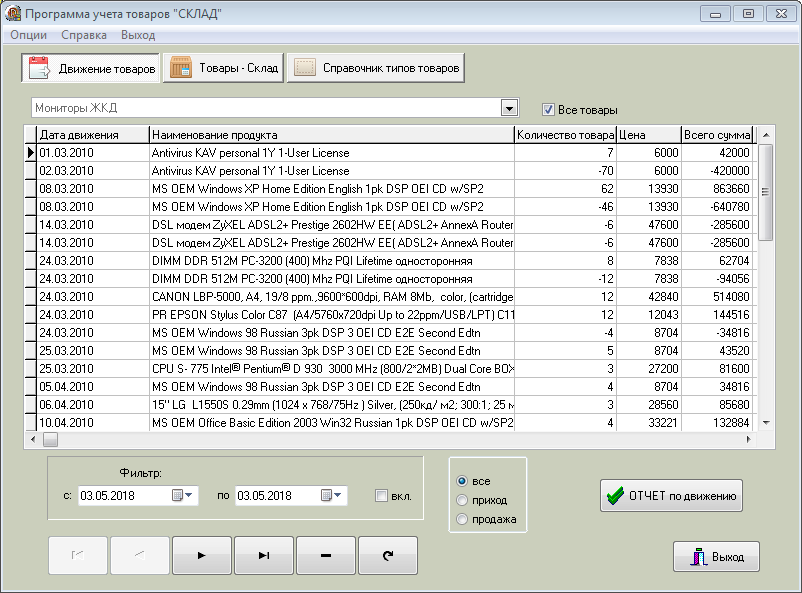 Программа учета товаров "СКЛАД"
Опции Справка Выход
Движение товаров Товары - Склад Справочник типов товаров
Мониторы ЖКД Все товары
Дата движения Наименование продукта Количество товара Цена Всего сумма
01.03.2010 Antivirus KAV personal 1Y 1-User License 7 6000 42000
02.03.2010 Antivirus KAV personal 1Y 1-User License -70 6000 -420000
08.03.2010 MS OEM Windows XP Home Edition English 1pk DSP OEI CD w/SP2 62 13930 863660
08.03.2010 MS OEM Windows XP Home Edition English 1pk DSP OEI CD w/SP2 -46 13930 -640780
14.03.2010 DSL модем ZyXEL ADSL2+ Prestige 2602HW EE( ADSL2+ AnnexA Router -6 47600 -285600
14.03.2010 DSL модем ZyXEL ADSL2+ Prestige 2602HW EE( ADSL2+ AnnexA Router -6 47600 -285600
24.03.2010 DIMM DDR 512M PC-3200 (400) Mhz PQI Lifetime односторонняя 8 7838 62704
24.03.2010 DIMM DDR 512M PC-3200 (400) Mhz PQI Lifetime односторонняя -12 7838 -94056
24.03.2010 CANON LBP-5000, A4, 19/8 ppm.,9600*600dpi, RAM 8Mb, color, (cartridge 12 42840 514080
24.03.2010 PR EPSON Stylus Color C87 (A4/5760x720dpi Up to 22ppm/USB/LPT) C11 12 12043 144516
24.03.2010 MS OEM Windows 98 Russian 3pk DSP 3 OEI CD E2E Second Edtn -4 8704 -34816
25.03.2010 MS OEM Windows 98 Russian 3pk DSP 3 OEI CD E2E Second Edtn 5 8704 43520
25.03.2010 CPU S- 775 Intel® Pentium® D 930 3000 MHz (800/2*2MB) Dual Core BOX 3 27200 81600
05.04.2010 MS OEM Windows 98 Russian 3pk DSP 3 OEI CD E2E Second Edtn 4 8704 34816
06.04.2010 15'' LG L1550S 0.29mm (1024 x 768/75Hz ) Silver, (250кд/ м2; 300:1; 25 м 3 28560 85680
10.04.2010 MS OEM Office Basic Edition 2003 Win32 Russian 1pk DSP OEI CD w/SP2 4 33221 132884
Фильтр:
с: 03.05.2018 по 03.05.2018 вкл.
все
приход
продажа
ОТЧЕТ по движению
Выход